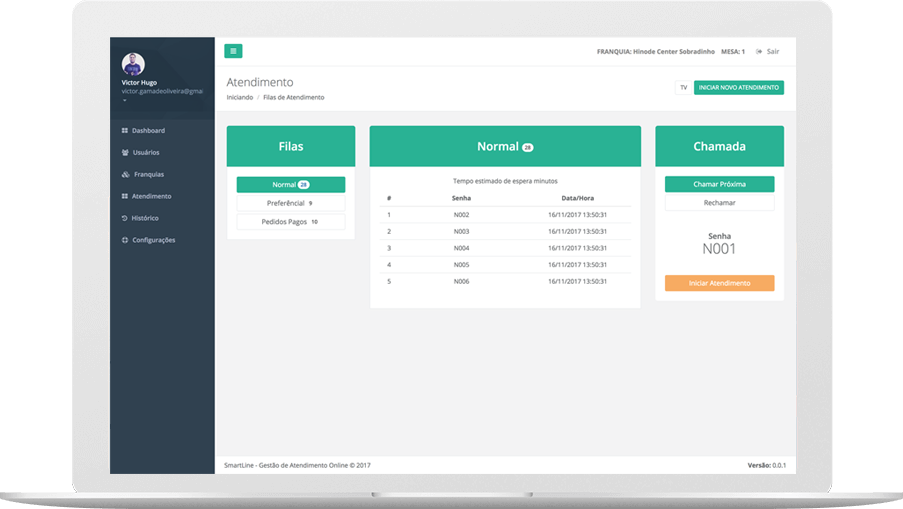 Victor Hugo
victor.gamadeoliveira@gmai
Dashboard
Usuários
Franquias
Atendimento
Histórico
Configurações
FRANQUIA: Hinode Center Sobradinho MESA: 1 Sair
Atendimento
Iniciando / Filas de Atendimento
TV INICIAR NOVO ATENDIMENTO
Filas
Normal 28
Preferêncial 9
Pedidos Pagos 10
Normal 28
Tempo estimado de espera minutos
# Senha Data/Hora
1 N002 16/11/2017 13:50:31
2 N003 16/11/2017 13:50:31
3 N004 16/11/2017 13:50:31
4 N005 16/11/2017 13:50:31
5 N006 16/11/2017 13:50:31
Chamada
Chamar Próxima
Rechamar
Senha
N001
Iniciar Atendimento
SmartLine - Gestão de Atendimento Online © 2017
Versão: 0.0.1